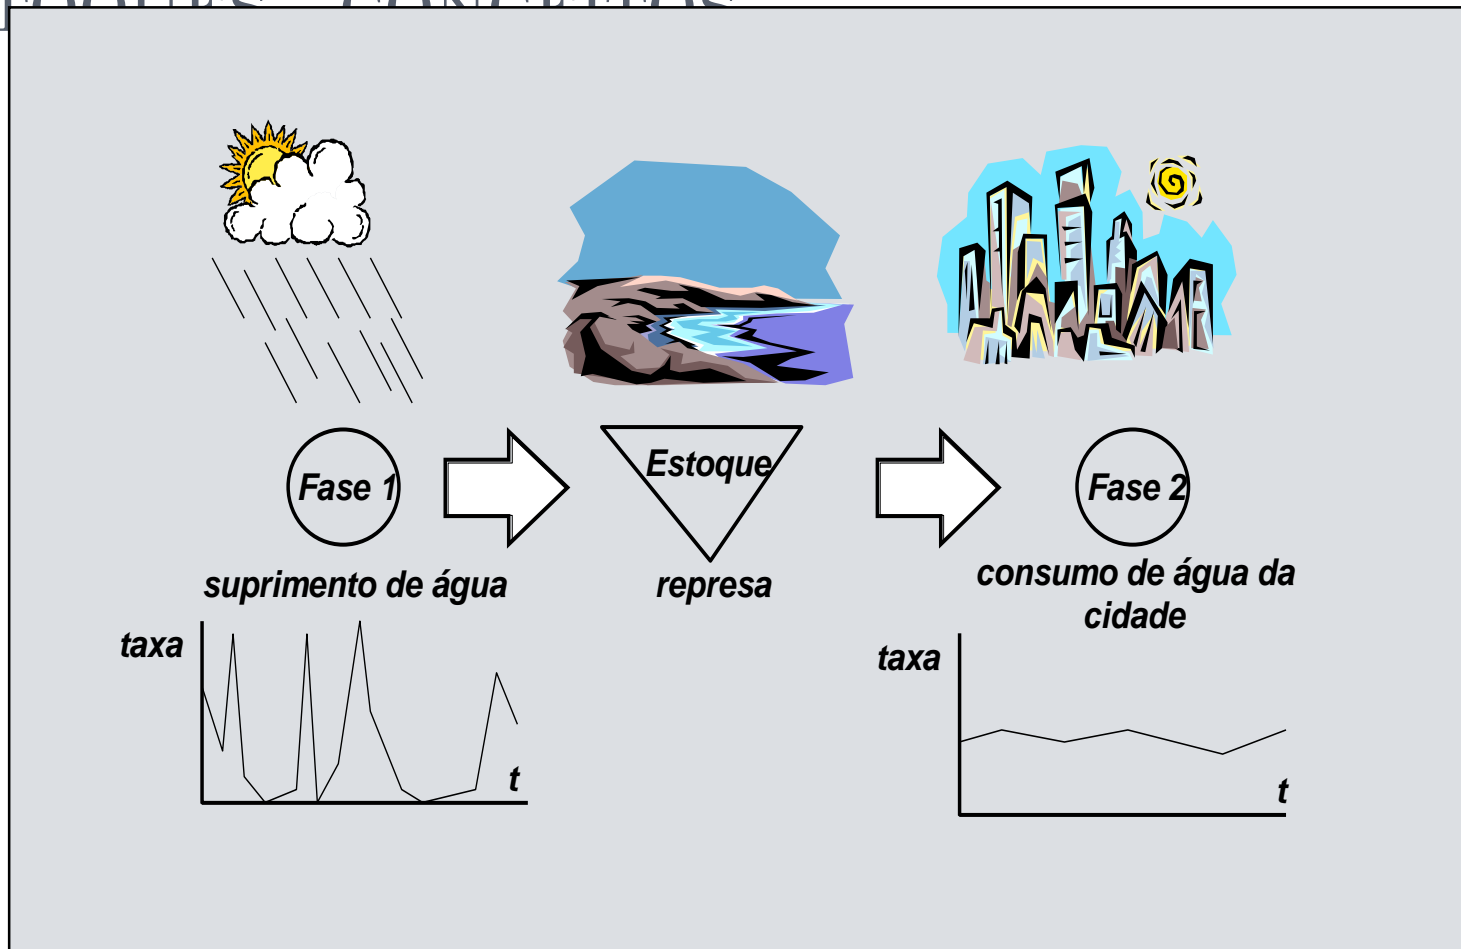 Fase 1
Estoque
Fase 2
suprimento de água
represa
consumo de água da
cidade
taxa
t
taxa
t